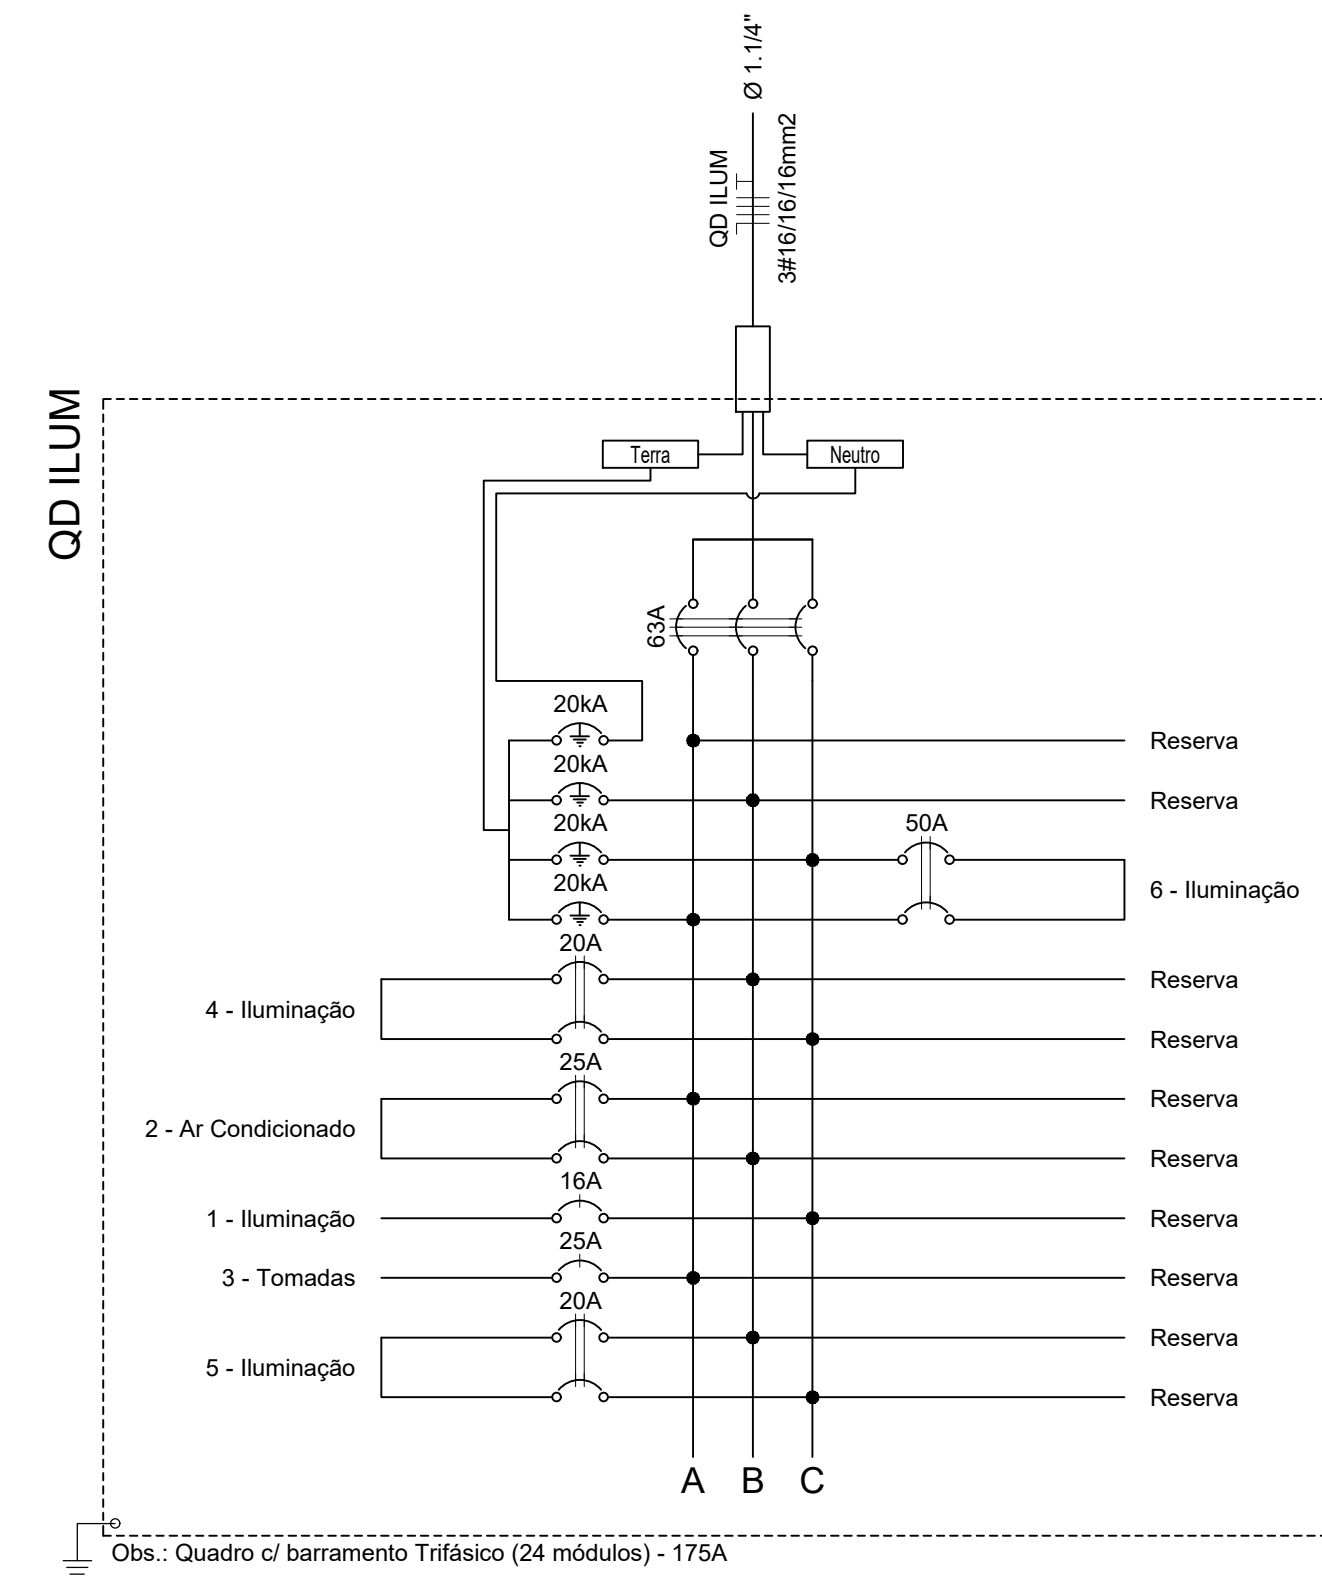 Ø 1.1/4"
QD ILUM
3#16/16/16mm2
QD ILUM
Terra
Neutro
63A
20kA
Reserva
20kA
Reserva
20kA
50A
20kA
6 - Iluminação
20A
Reserva
4 - Iluminação
Reserva
25A
Reserva
2 - Ar Condicionado
Reserva
16A
1 - Iluminação
Reserva
25A
3 - Tomadas
Reserva
20A
Reserva
5 - Iluminação
Reserva
A B C
Obs.: Quadro c/ barramento Trifásico (24 módulos) - 175A